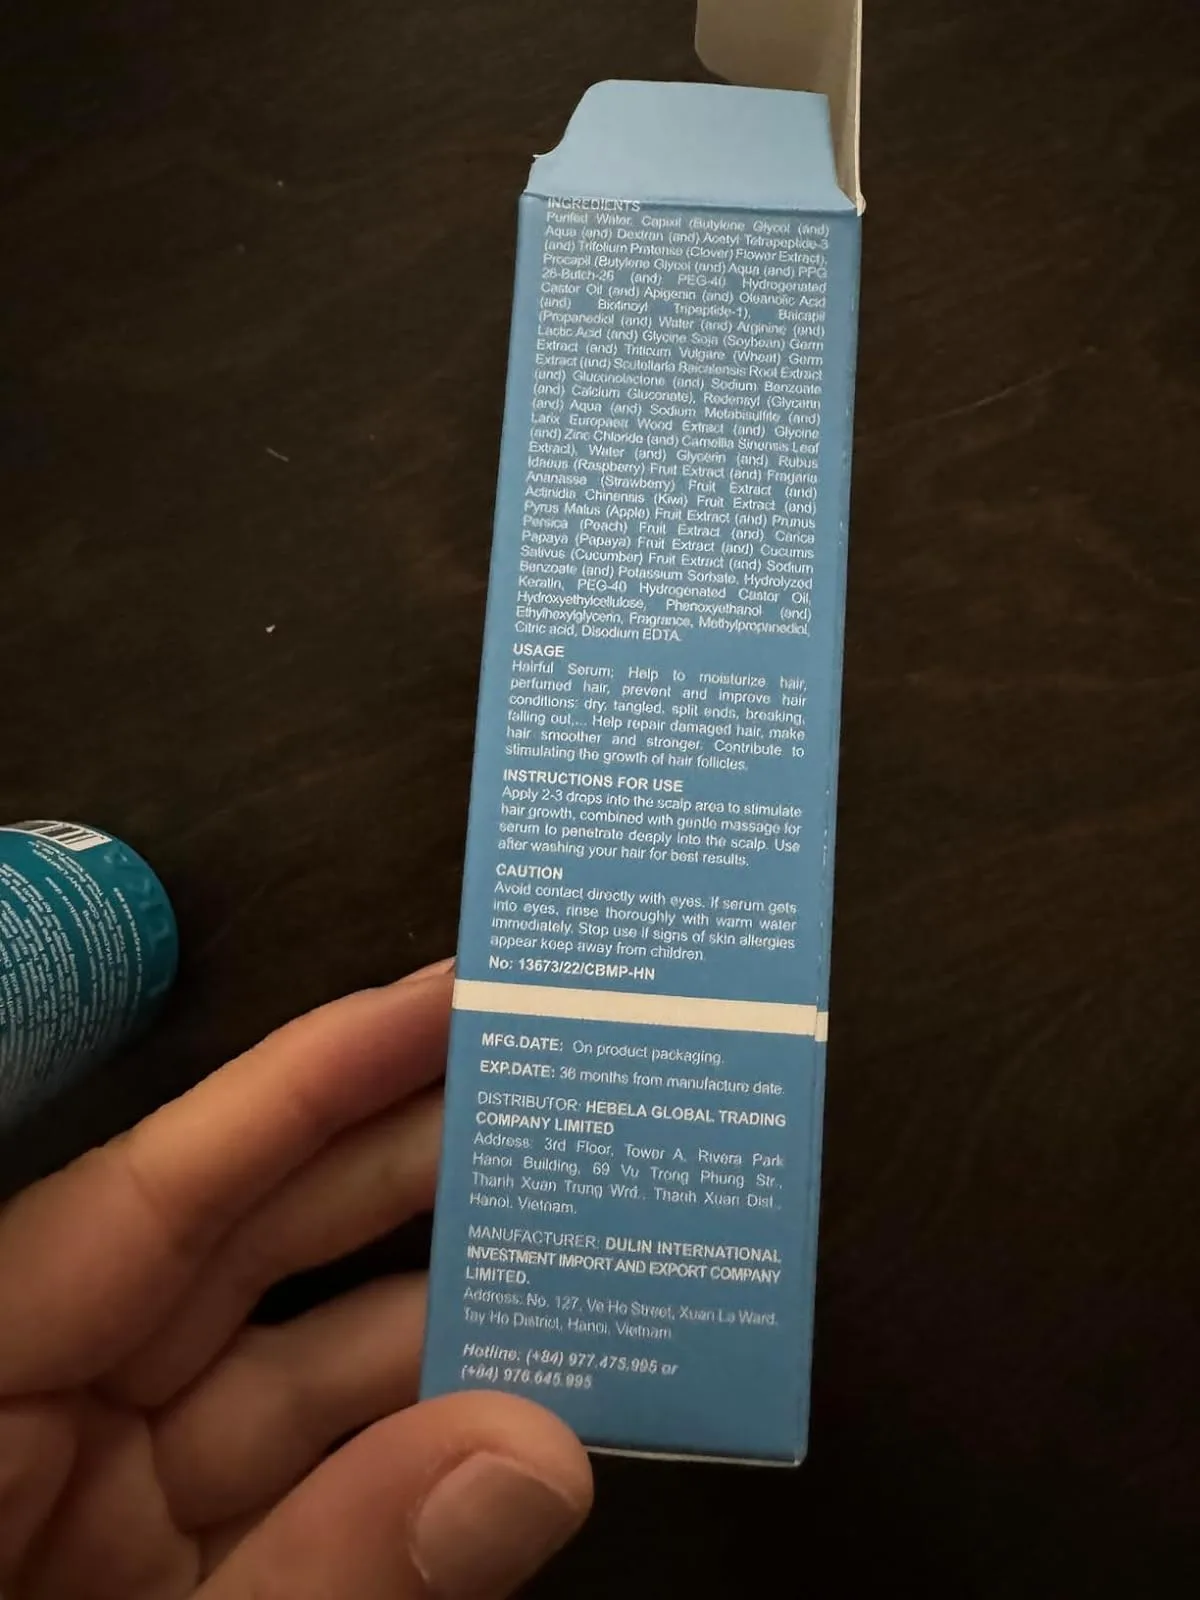 INGREDIENTS
Purified Water, Capixil (Butylene Glycol (and)
Aqua (and) Dextran (and) Acetyl Tetrapeptide-3
(and) Trifolium Pratense (Clover) Flower Extract),
Procapil (Butylene Glycol (and) Aqua (and) PPG
26-Buteh-26 (and) PEG-40 Hydrogenated
Castor Oil (and) Apigenin (and) Oleanolic Acid
(and) Biotinoyl Tripeptide-1), Baicapil
(Propanediol (and) Water (and) Arginine (and)
Lactic Acid (and) Glycine Soja (Soybean) Germ
Extract (and) Triticum Vulgare (Wheat) Germ
Extract (and) Scutellaria Baicalensis Root Extract
(and) Gluconolactone (and) Sodium Benzoate
(and) Calcium Gluconate), Redensyl (Glycerin
(and) Aqua (and) Sodium Metabisulfite (and)
Larix Europaea Wood Extract (and) Glycine
(and) Zinc Chloride (and) Camellia Sinensis Leaf
Extract), Water (and) Glycerin (and) Rubus
Idaeus (Raspberry) Fruit Extract (and) Fragaria
Ananassa (Strawberry) Fruit Extract (and)
Actinidia Chinensis (Kiwi) Fruit Extract (and)
Pyrus Malus (Apple) Fruit Extract (and) Prunus
Persica (Peach) Fruit Extract (and) Carica
Papaya (Papaya) Fruit Extract (and) Cucumis
Sativus (Cucumber) Fruit Extract (and) Sodium
Benzoate (and) Potassium Sorbate, Hydrolyzed
Keratin, PEG-40 Hydrogenated Castor Oil,
Hydroxyethylcellulose, Phenoxyethanol (and)
Ethylhexylglycerin, Fragrance, Methylpropanediol,
Citric acid, Disodium EDTA.
USAGE
Hairful Serum: Help to moisturize hair,
perfumed hair, prevent and improve hair
conditions: dry, tangled, split ends, breaking,
falling out,... Help repair damaged hair, make
hair smoother and stronger. Contribute to
stimulating the growth of hair follicles.
INSTRUCTIONS FOR USE
Apply 2-3 drops into the scalp area to stimulate
hair growth, combined with gentle massage for
serum to penetrate deeply into the scalp. Use
after washing your hair for best results.
CAUTION
Avoid contact directly with eyes. If serum gets
into eyes, rinse thoroughly with warm water
immediately. Stop use if signs of skin allergies
appear keep away from children.
No: 13673/22/CBMP-HN
MFG.DATE: On product packaging.
EXP.DATE: 36 months from manufacture date.
DISTRIBUTOR: HEBELA GLOBAL TRADING
COMPANY LIMITED
Address: 3rd Floor, Tower A, Rivera Park
Hanoi Building, 69 Vu Trong Phung Str.,
Thanh Xuan Trung Wrd., Thanh Xuan Dist.,
Hanoi, Vietnam.
MANUFACTURER: DULIN INTERNATIONAL
INVESTMENT IMPORT AND EXPORT COMPANY
LIMITED.
Address: No. 127, Ve Ho Street, Xuan La Ward,
Tay Ho District, Hanoi, Vietnam
Hotline: (+84) 977.475.995 or
(+84) 976.645.995